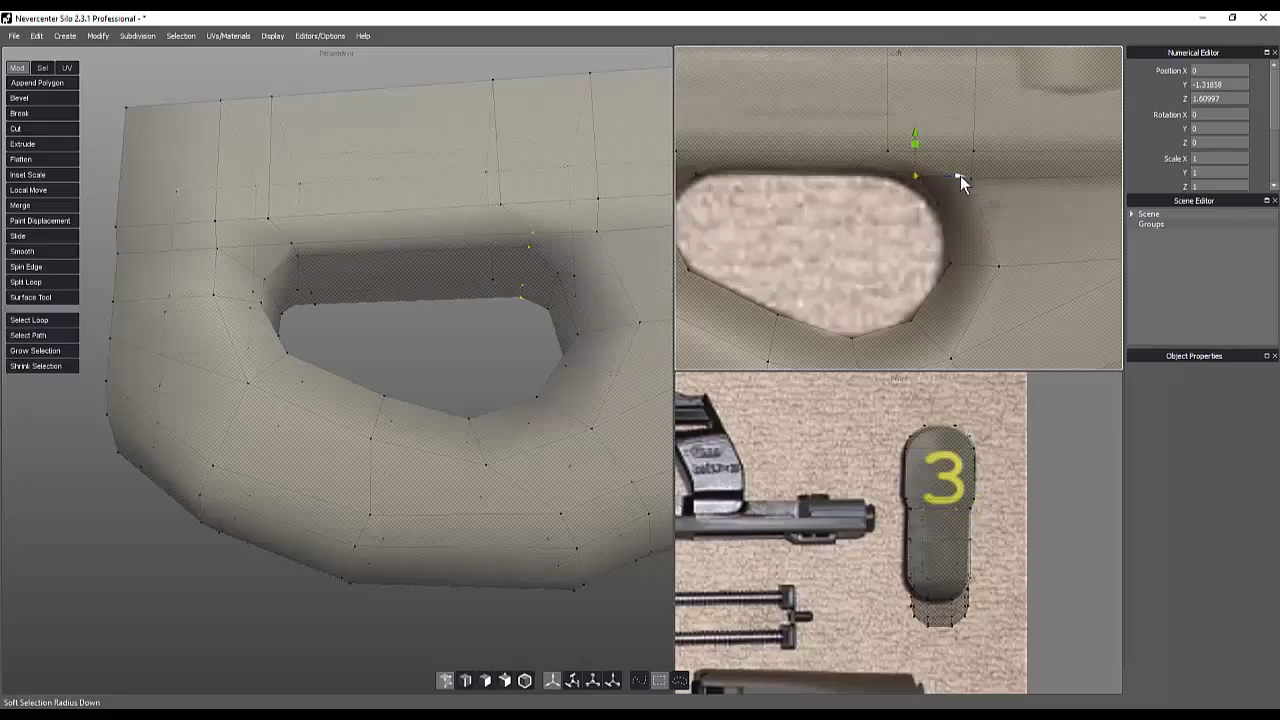 Nevercenter Silo 2.3.1 Professional - *
File Edit Create Modify Subdivision Selection UVs/Materials Display Editors/Options Help
Perspective
Mod Sel UV
Append Polygon
Bevel
Break
Cut
Extrude
Flatten
Inset Scale
Local Move
Merge
Paint Displacement
Slide
Smooth
Spin Edge
Split Loop
Surface Tool
Select Loop
Select Path
Grow Selection
Shrink Selection
Left
3
Numerical Editor
Position X 0
Y -1.31858
Z 1.60997
Rotation X 0
Y 0
Z 0
Scale X 1
Y 1
Z 1
Scene Editor
Scene
Groups
Object Properties
Soft Selection Radius Down